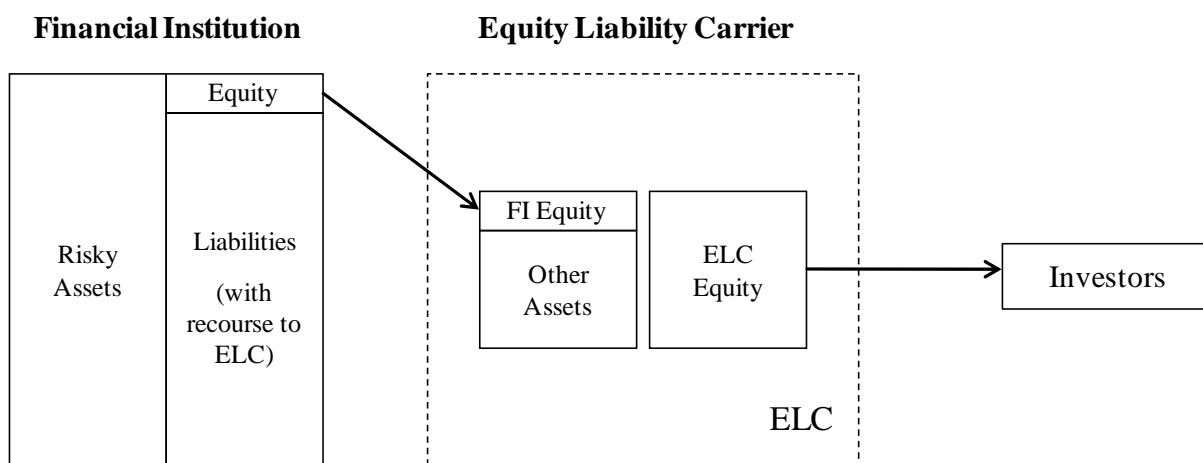 Financial Institution
Equity Liability Carrier
Equity
Risky
Assets
Liabilities
(with
recourse to
ELC)
FI Equity
Other
Assets
ELC
Equity
Investors
ELC